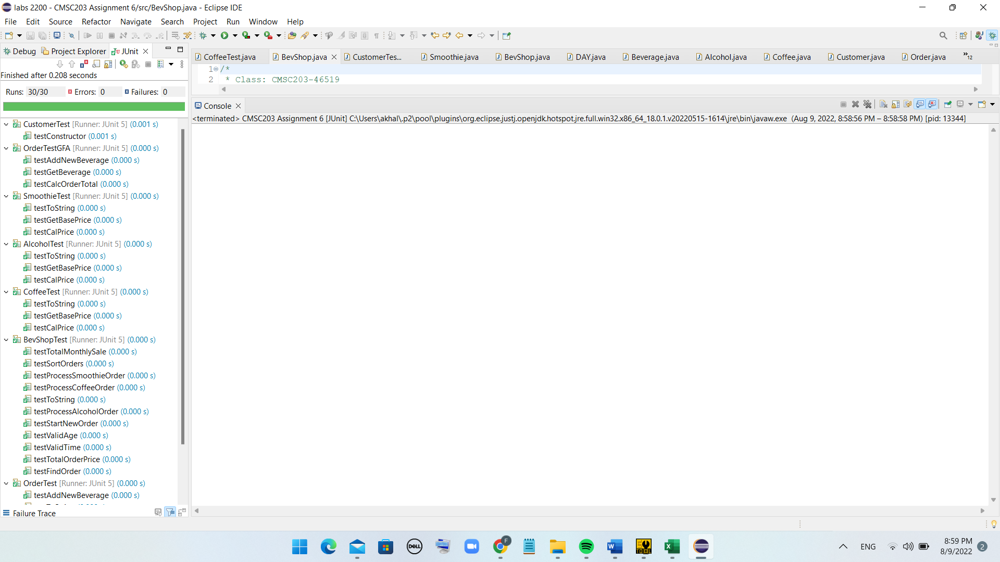 labs 2200 - CMSC203 Assignment 6/src/BevShop.java - Eclipse IDE
File Edit Source Refactor Navigate Search Project Run Window Help
Debug Project Explorer JUnit
Finished after 0.208 seconds
Runs: 30/30 Errors: 0 Failures: 0
CustomerTest [Runner: JUnit 5] (0.001 s)
testConstructor (0.001 s)
OrderTestGFA [Runner: JUnit 5] (0.000 s)
testAddNewBeverage (0.000 s)
testGetBeverage (0.000 s)
testCalcOrderTotal (0.000 s)
SmoothieTest [Runner: JUnit 5] (0.000 s)
testToString (0.000 s)
testGetBasePrice (0.000 s)
testCalPrice (0.000 s)
AlcoholTest [Runner: JUnit 5] (0.000 s)
testToString (0.000 s)
testGetBasePrice (0.000 s)
testCalPrice (0.000 s)
CoffeeTest [Runner: JUnit 5] (0.000 s)
testToString (0.000 s)
testGetBasePrice (0.000 s)
testCalPrice (0.000 s)
BevShopTest [Runner: JUnit 5] (0.000 s)
testTotalMonthlySale (0.000 s)
testSortOrders (0.000 s)
testProcessSmoothieOrder (0.000 s)
testProcessCoffeeOrder (0.000 s)
testToString (0.000 s)
testProcessAlcoholOrder (0.000 s)
testStartNewOrder (0.000 s)
testValidAge (0.000 s)
testValidTime (0.000 s)
testTotalOrderPrice (0.000 s)
testFindOrder (0.000 s)
OrderTest [Runner: JUnit 5] (0.000 s)
testAddNewBeverage (0.000 s)
Failure Trace
CoffeeTest.java BevShop.java CustomerTes... Smoothie.java BevShop.java DAY.java Beverage.java Alcohol.java Coffee.java Customer.java Order.java »12
1 /*
2 * Class: CMSC203-46519
Console
<terminated> CMSC203 Assignment 6 [JUnit] C:\Users\akhal\.p2\pool\plugins\org.eclipse.justj.openjdk.hotspot.jre.full.win32.x86_64_18.0.1.v20220515-1614\jre\bin\javaw.exe (Aug 9, 2022, 8:58:56 PM – 8:58:58 PM) [pid: 13344]
DELL
F
W
TOOL
X
ENG
8:59 PM
8/9/2022
2